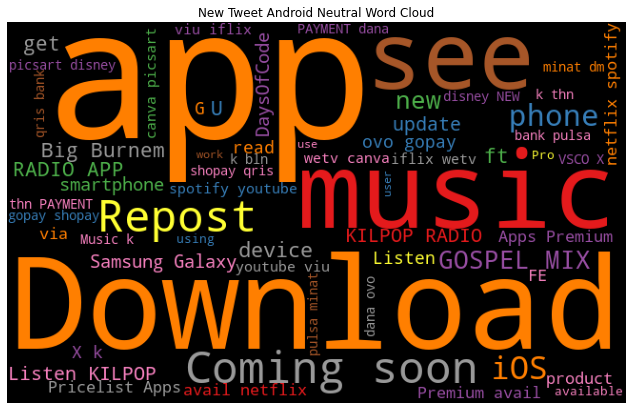 New Tweet Android Neutral Word Cloud
viu iflix
PAYMENT dana
get
app
see
picsart disney
canva picsart
DaysOfCode
minat dm
netflix spotify
qris bank
G
U
new
disney NEW
k thn
phone
update
bank pulsa
Big Burnem
work
read
use
ovo gopay
k bln
wetv canva
iflix wetv
ft
Pro
VSCO X
RADIO APP
smartphone
shopay qris
spotify youtube
user
music
thn PAYMENT
gopay shopay
Repost
via
Music k
using
device
KILPOP RADIO
Apps Premium
Samsung Galaxy
youtube viu
Listen
GOSPEL MIX
FE
Download
pulsa minat
dana ovo
X k
Listen KILPOP
Coming soon
iOS
product
Pricelist Apps
avail netflix
Premium avail
available